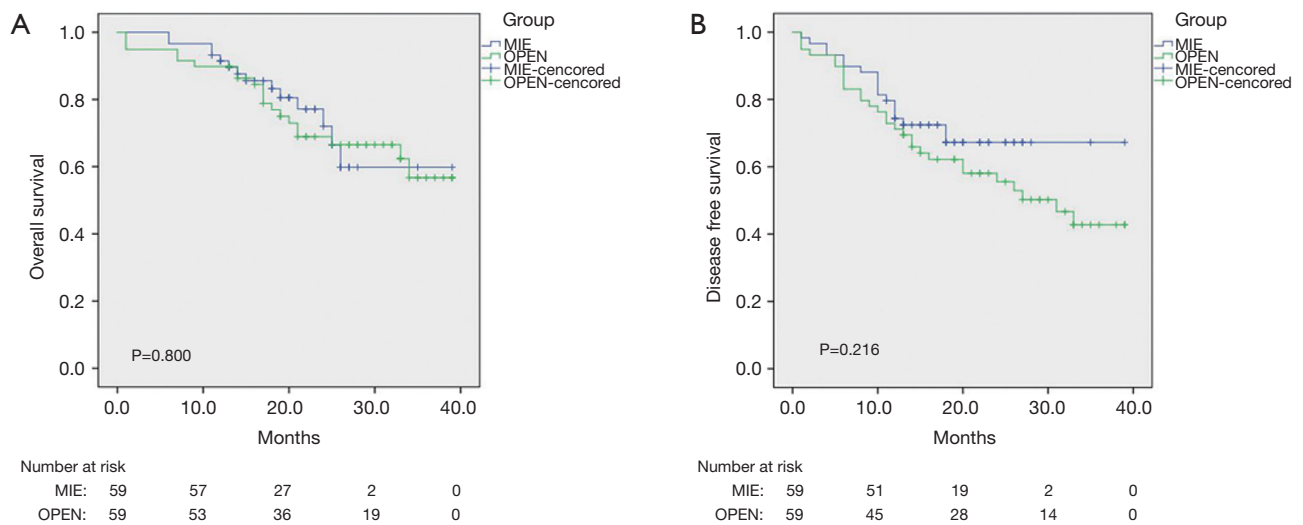 A
Group
MIE
OPEN
MIE-cencored
OPEN-cencored
1.0
0.8
0.6
0.4
0.2
0.0
Overall survival
P=0.800
0.0 10.0 20.0 30.0 40.0
Months
Number at risk
MIE: 59 57 27 2 0
OPEN: 59 53 36 19 0
B
Group
MIE
OPEN
MIE-cencored
OPEN-cencored
1.0
0.8
0.6
0.4
0.2
0.0
Disease free survival
P=0.216
0.0 10.0 20.0 30.0 40.0
Months
Number at risk
MIE: 59 51 19 2 0
OPEN: 59 45 28 14 0